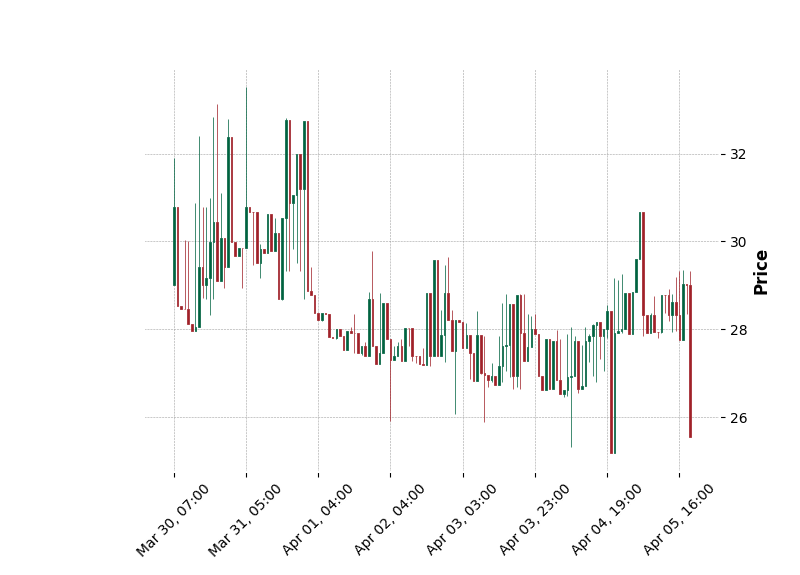 32
30
28
26
Price
Mar 30, 07:00
Mar 31, 05:00
Apr 01, 04:00
Apr 02, 04:00
Apr 03, 03:00
Apr 03, 23:00
Apr 04, 19:00
Apr 05, 16:00